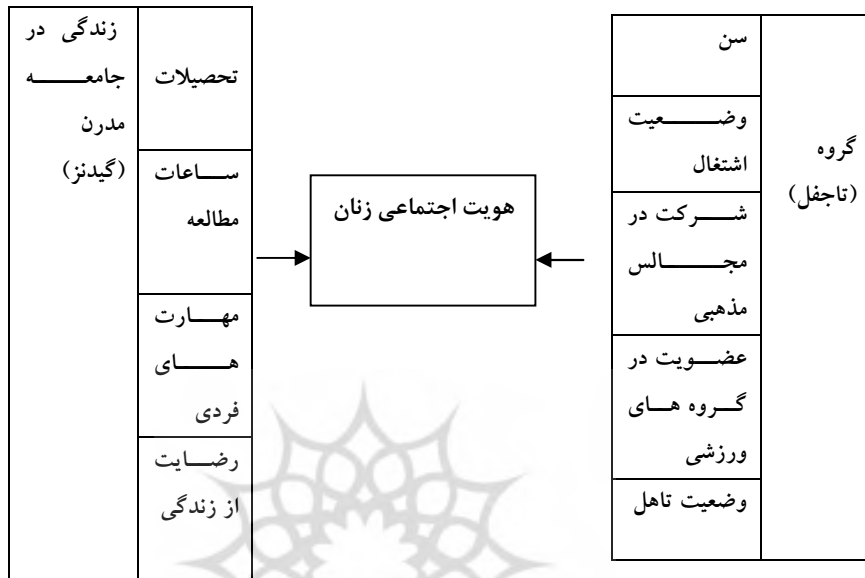 گروه
(تاجفل)
سن
وضعیت
اشتغال
شرکت در
مجالس
مذهبی
عضویت در
گروه های
ورزشی
وضعیت تاهل
هویت اجتماعی زنان
تحصیلات
ساعات
مطالعه
مهارت
های
فردی
رضایت
از زندگی
زندگی در
جامعه
مدرن
(گیدنز)